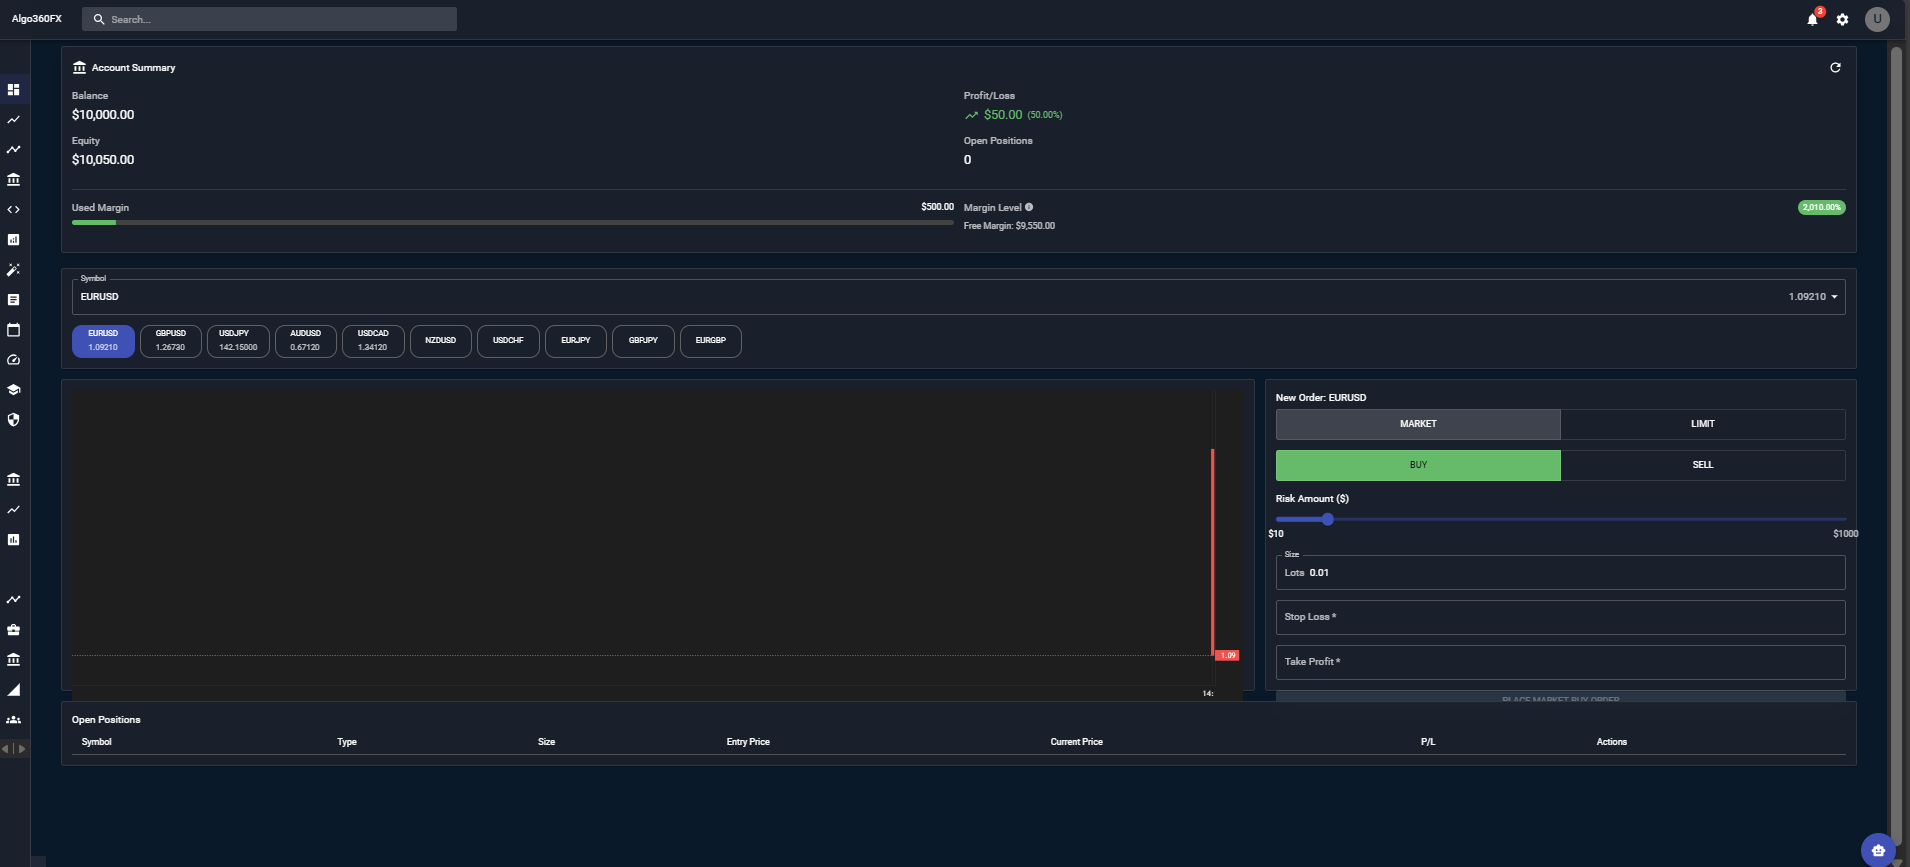 Algo360FX
Search...
3
U
Account Summary
Balance
$10,000.00
Profit/Loss
$50.00 (50.00%)
Equity
$10,050.00
Open Positions
0
Used Margin
$500.00
Margin Level
2,010.00%
Free Margin: $9,550.00
Symbol
EURUSD
1.09210
EURUSD
1.09210
GBPUSD
1.26730
USDJPY
142.15000
AUDUSD
0.67120
USDCAD
1.34120
NZDUSD
USDCHF
EURJPY
GBPJPY
EURGBP
1.09
14:
New Order: EURUSD
MARKET
LIMIT
BUY
SELL
Risk Amount ($)
$10
$1000
Size
Lots 0.01
Stop Loss *
Take Profit *
PLACE MARKET BUY ORDER
Open Positions
Symbol Type Size Entry Price Current Price P/L Actions